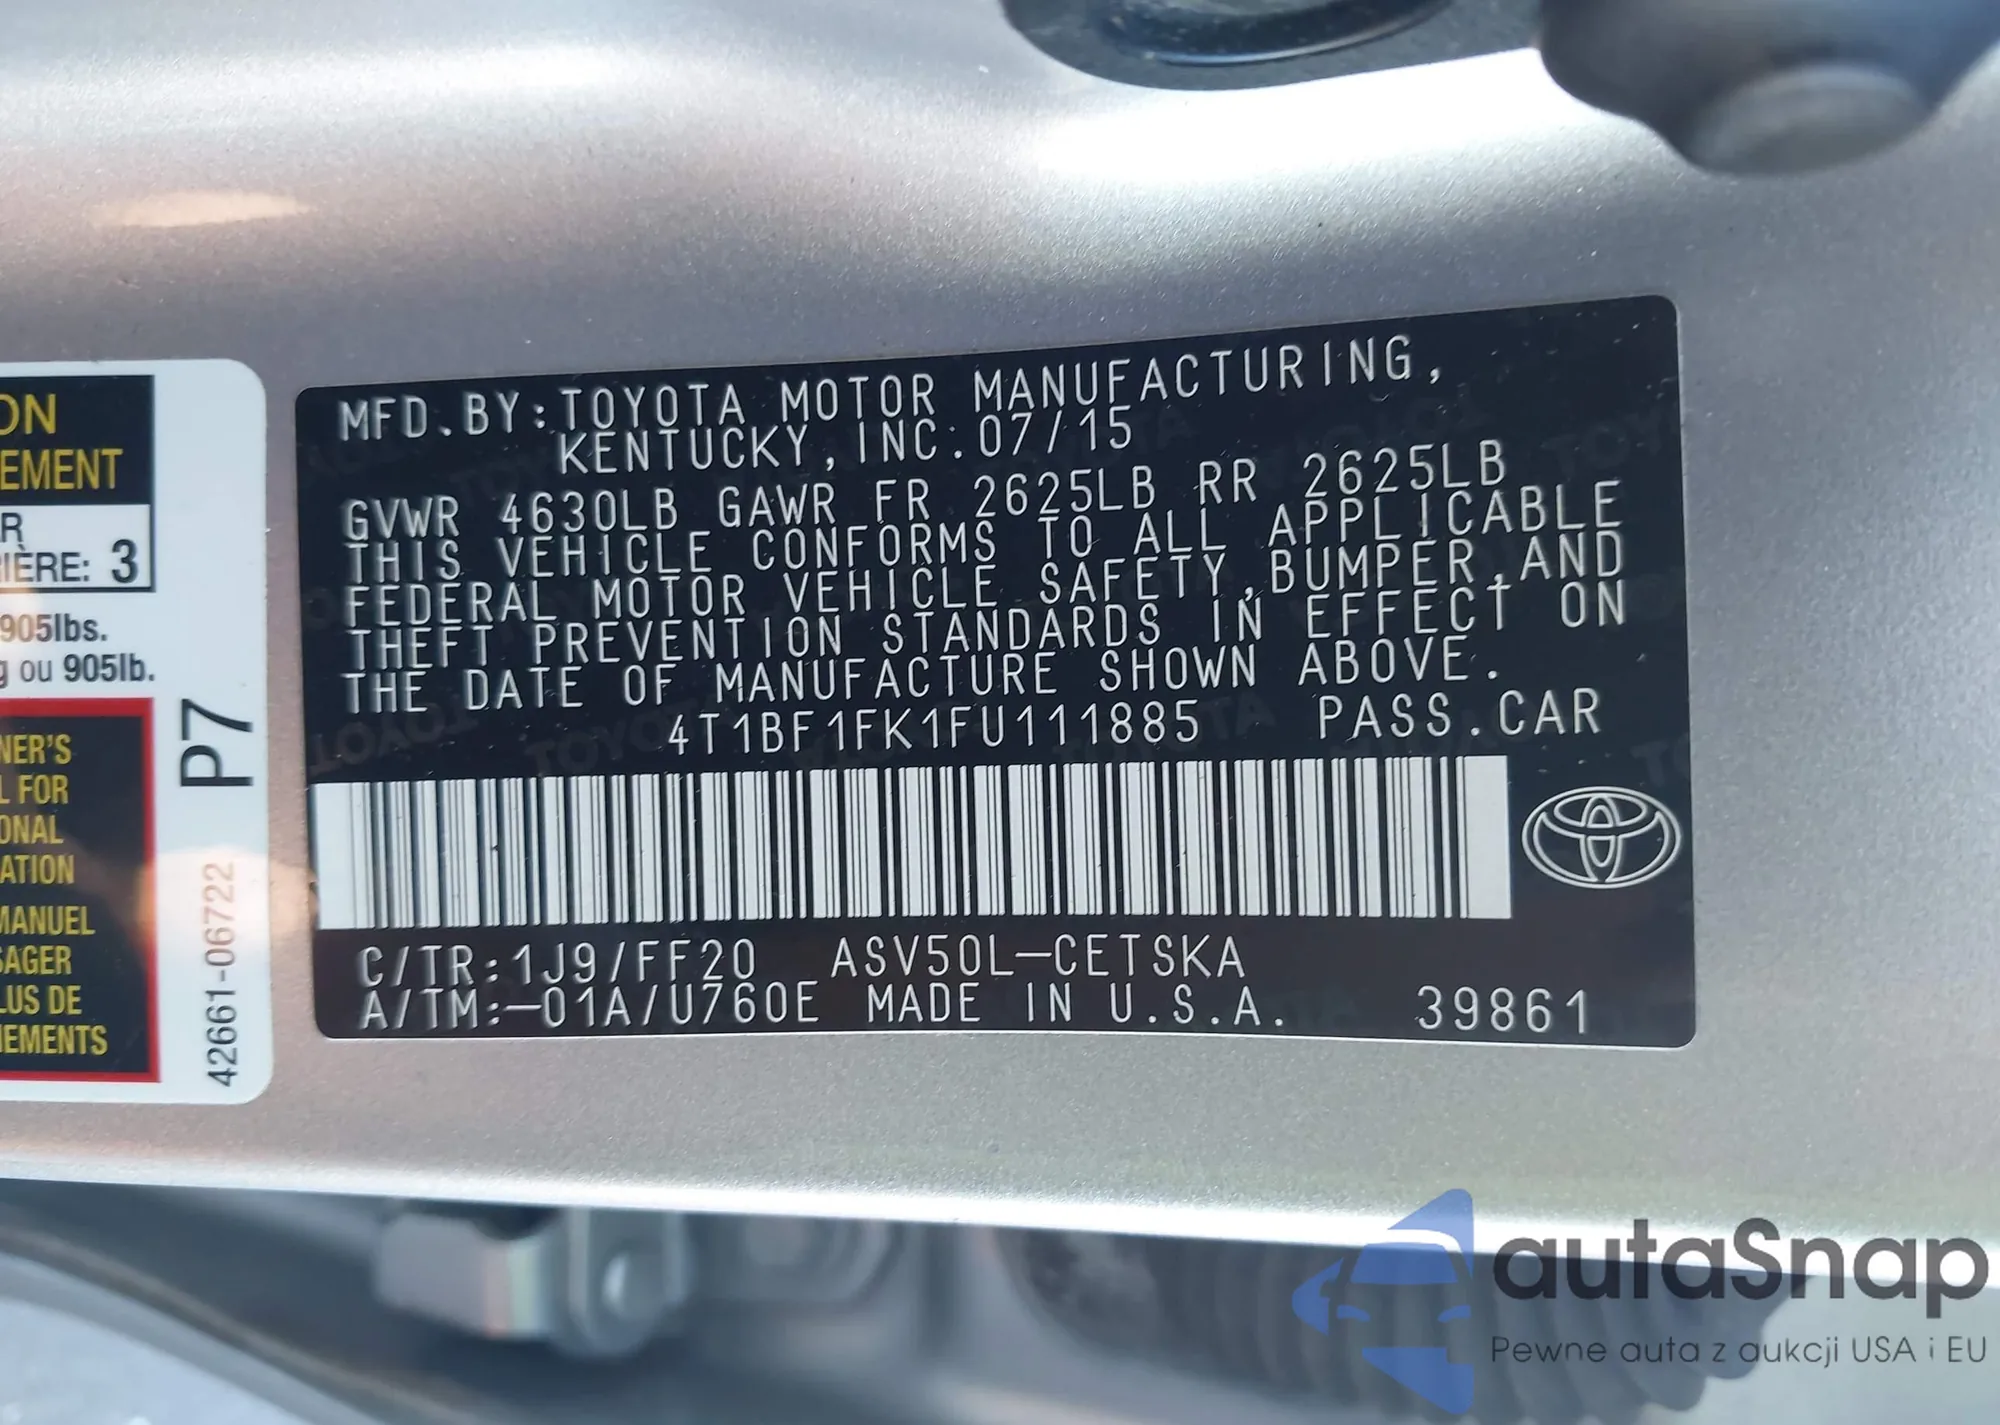 ON
EMENT
R
IÈRE: 3
905lbs.
g ou 905lb.
NER'S
L FOR
ONAL
ATION
MANUEL
SAGER
LUS DE
IEMENTS
P7
42661-06722
MFD.BY:TOYOTA MOTOR MANUFACTURING,
KENTUCKY,INC.07/15
GVWR 4630LB GAWR FR 2625LB RR 2625LB
THIS VEHICLE CONFORMS TO ALL APPLICABLE
FEDERAL MOTOR VEHICLE SAFETY,BUMPER,AND
THEFT PREVENTION STANDARDS IN EFFECT ON
THE DATE OF MANUFACTURE SHOWN ABOVE.
4T1BF1FK1FU111885 PASS.CAR
C/TR:1J9/FF20 ASV50L-CETSKA
A/TM:-01A/U760E MADE IN U.S.A. 39861
autaSnap
Pewne auta z aukcji USA i EU